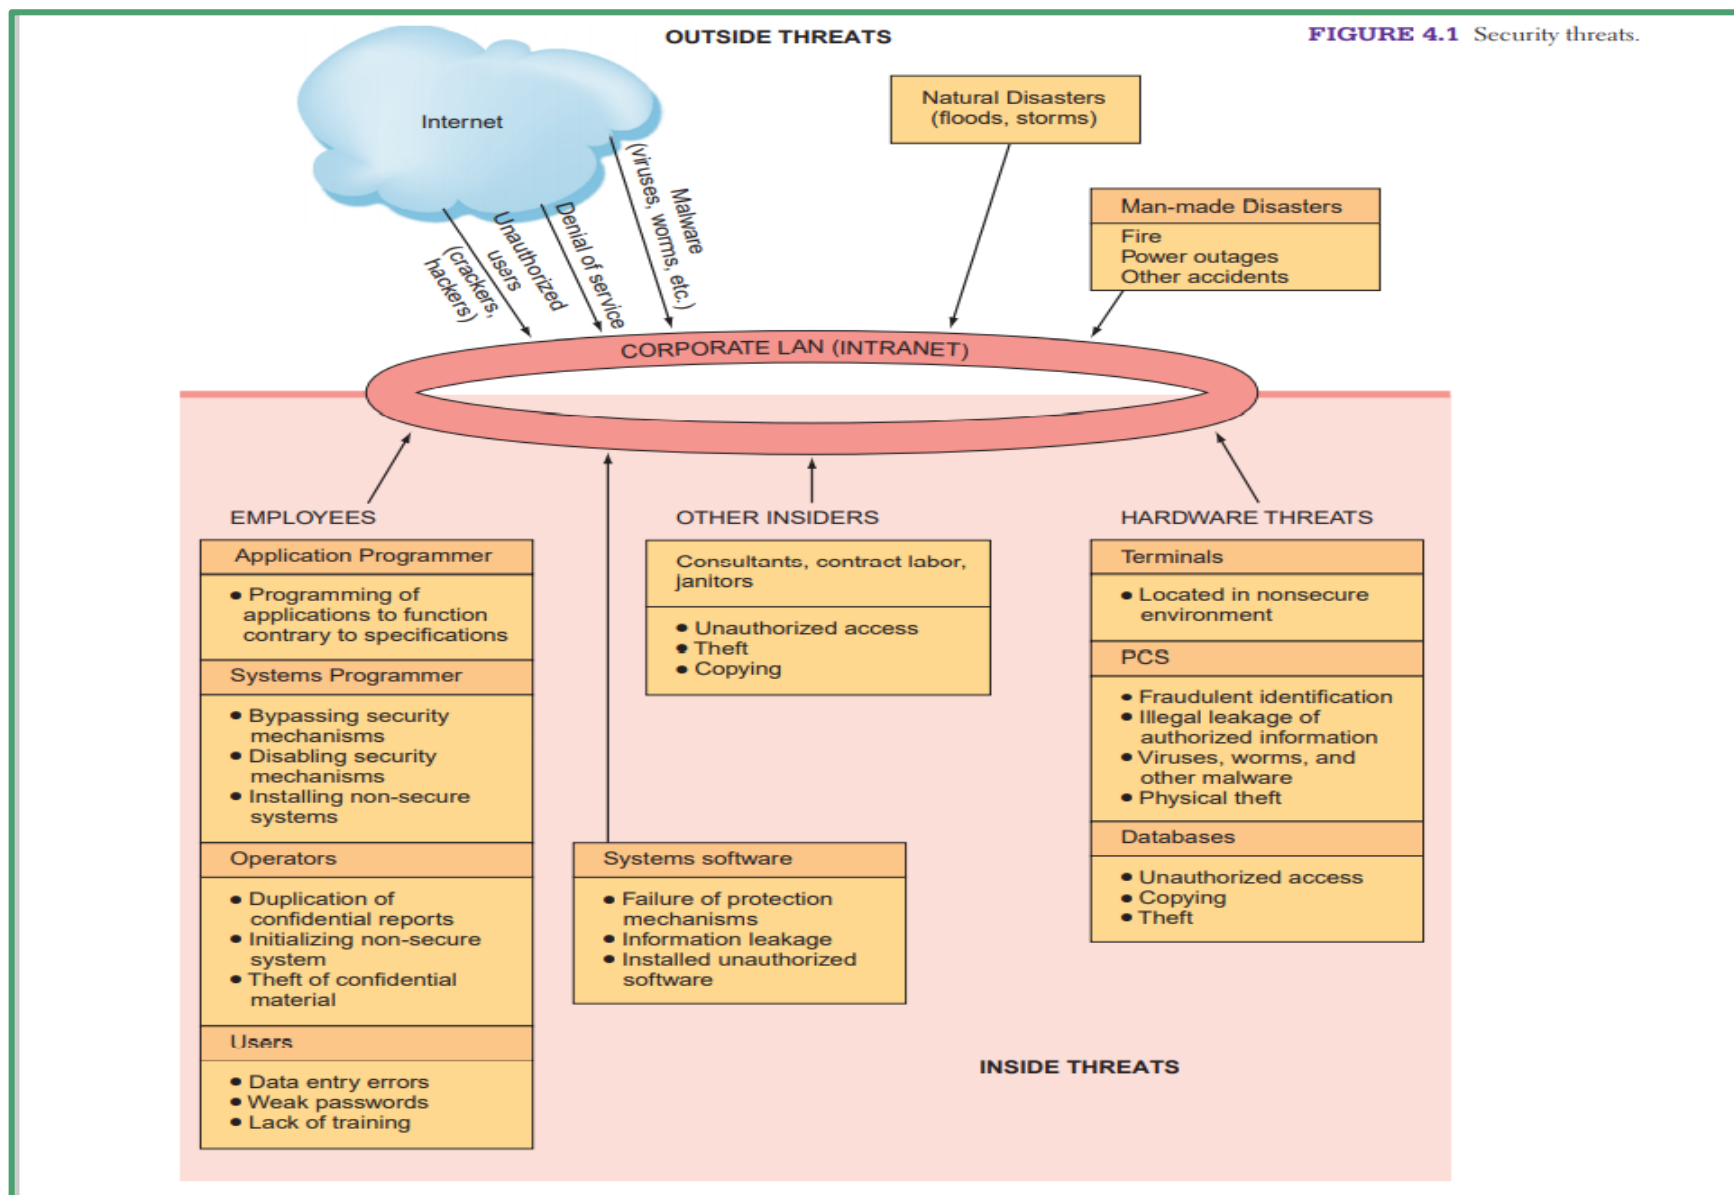 OUTSIDE THREATS
FIGURE 4.1 Security threats.
Internet
Natural Disasters
(floods, storms)
Man-made Disasters
Fire
Power outages
Other accidents
Malware
(viruses, worms, etc.)
Denial of service
Unauthorized
users
(crackers,
hackers)
CORPORATE LAN (INTRANET)
EMPLOYEES
Application Programmer
• Programming of
applications to function
contrary to specifications
Systems Programmer
• Bypassing security
mechanisms
• Disabling security
mechanisms
• Installing non-secure
systems
Operators
• Duplication of
confidential reports
• Initializing non-secure
system
• Theft of confidential
material
Users
• Data entry errors
• Weak passwords
• Lack of training
OTHER INSIDERS
Consultants, contract labor,
janitors
• Unauthorized access
• Theft
• Copying
Systems software
• Failure of protection
mechanisms
• Information leakage
• Installed unauthorized
software
HARDWARE THREATS
Terminals
• Located in nonsecure
environment
PCS
• Fraudulent identification
• Illegal leakage of
authorized information
• Viruses, worms, and
other malware
• Physical theft
Databases
• Unauthorized access
• Copying
• Theft
INSIDE THREATS